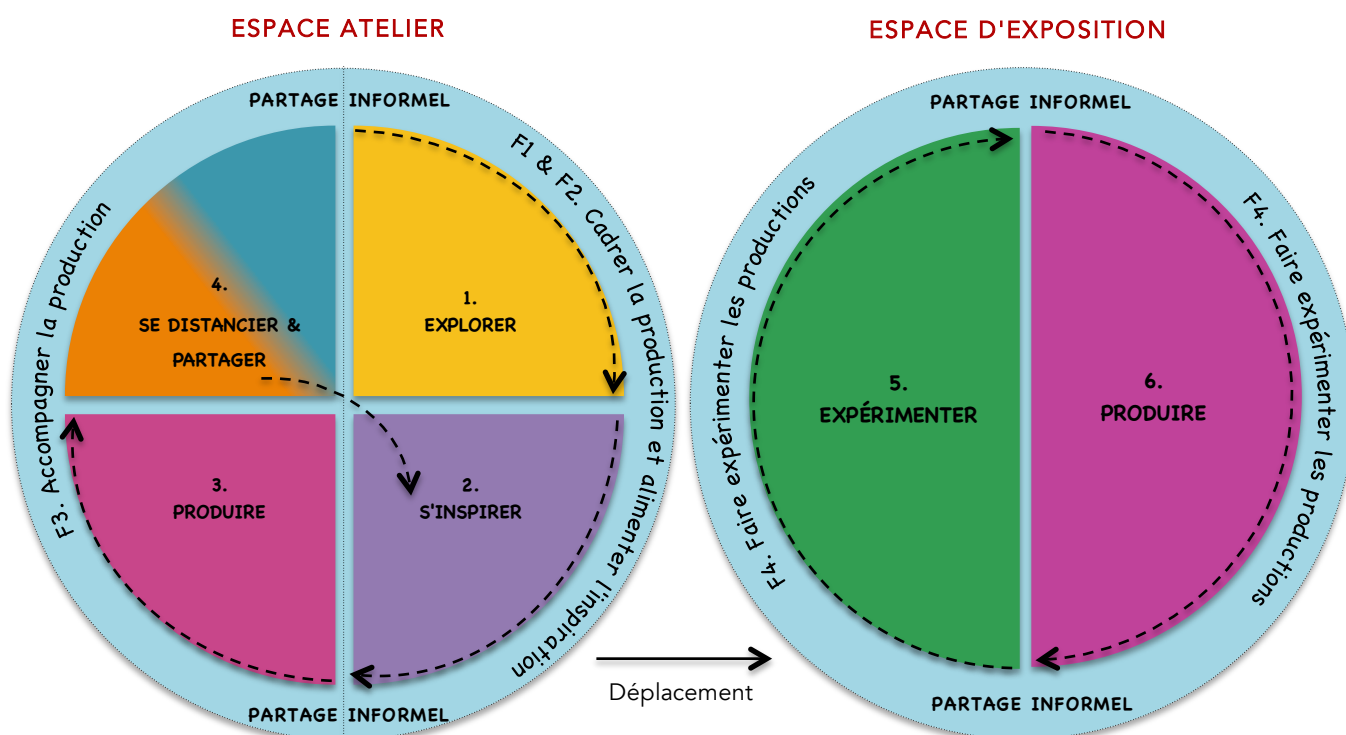 ESPACE ATELIER
PARTAGE INFORMEL
F1 & F2. Cadrer la production et alimenter l'inspiration
F3. Accompagner la production
1.
EXPLORER
2.
S'INSPIRER
3.
PRODUIRE
4.
SE DISTANCIER &
PARTAGER
PARTAGE INFORMEL
Déplacement
ESPACE D'EXPOSITION
PARTAGE INFORMEL
F4. Faire expérimenter les productions
5.
EXPÉRIMENTER
6.
PRODUIRE
F4. Faire expérimenter les productions
PARTAGE INFORMEL